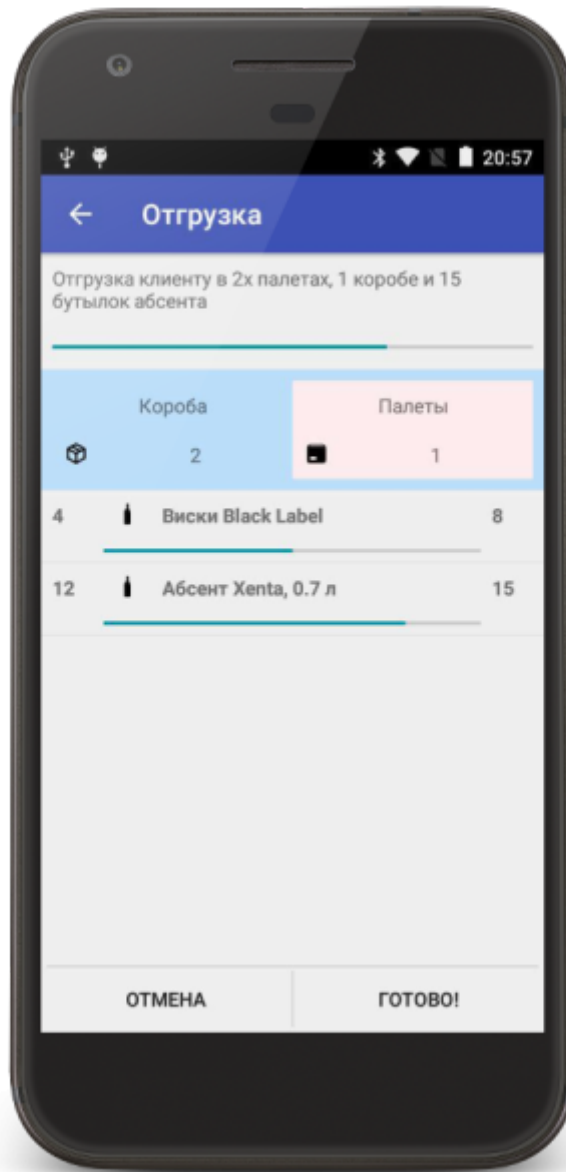 20:57
Отгрузка
Отгрузка клиенту в 2х палетах, 1 коробе и 15
бутылок абсента
Короба Палеты
2 1
4 Виски Black Label 8
12 Абсент Xenta, 0.7 л 15
ОТМЕНА ГОТОВО!